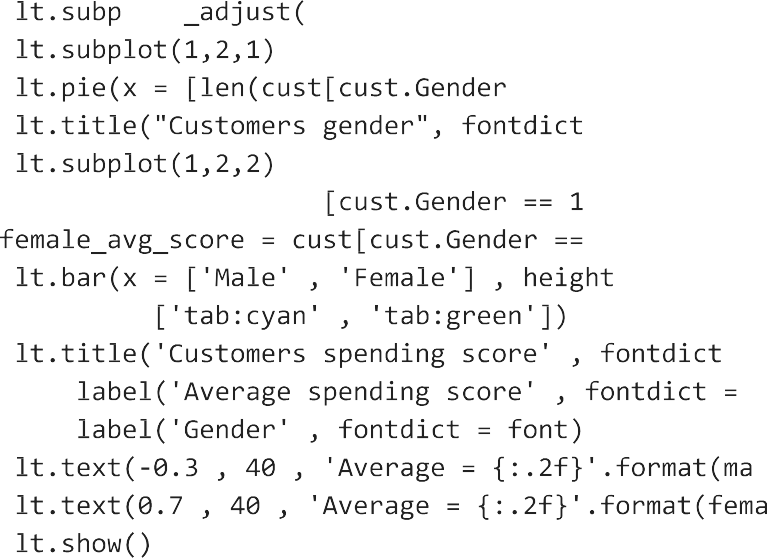 lt.subp _adjust(
lt.subplot(1,2,1)
lt.pie(x = [len(cust[cust.Gender
lt.title("Customers gender", fontdict
lt.subplot(1,2,2)
[cust.Gender == 1
female_avg_score = cust[cust.Gender ==
lt.bar(x = ['Male' , 'Female'] , height
['tab:cyan' , 'tab:green'])
lt.title('Customers spending score' , fontdict
label('Average spending score' , fontdict =
label('Gender' , fontdict = font)
lt.text(-0.3 , 40 , 'Average = {:.2f}'.format(ma
lt.text(0.7 , 40 , 'Average = {:.2f}'.format(fema
lt.show()